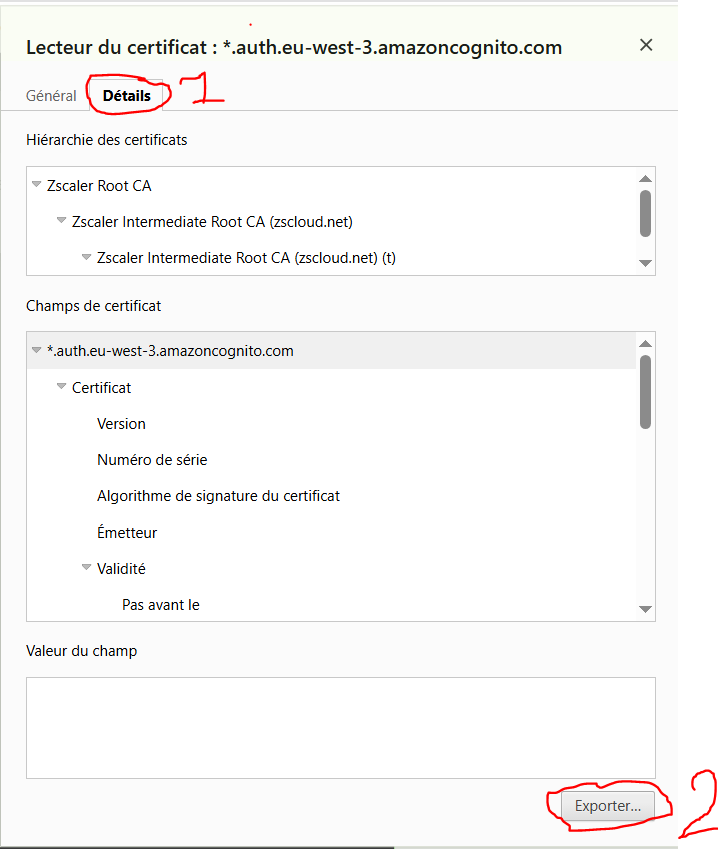 Lecteur du certificat : *.auth.eu-west-3.amazoncognito.com
Général Détails 1
Hiérarchie des certificats
Zscaler Root CA
Zscaler Intermediate Root CA (zscloud.net)
Zscaler Intermediate Root CA (zscloud.net) (t)
Champs de certificat
*.auth.eu-west-3.amazoncognito.com
Certificat
Version
Numéro de série
Algorithme de signature du certificat
Émetteur
Validité
Pas avant le
Valeur du champ
Exporter... 2